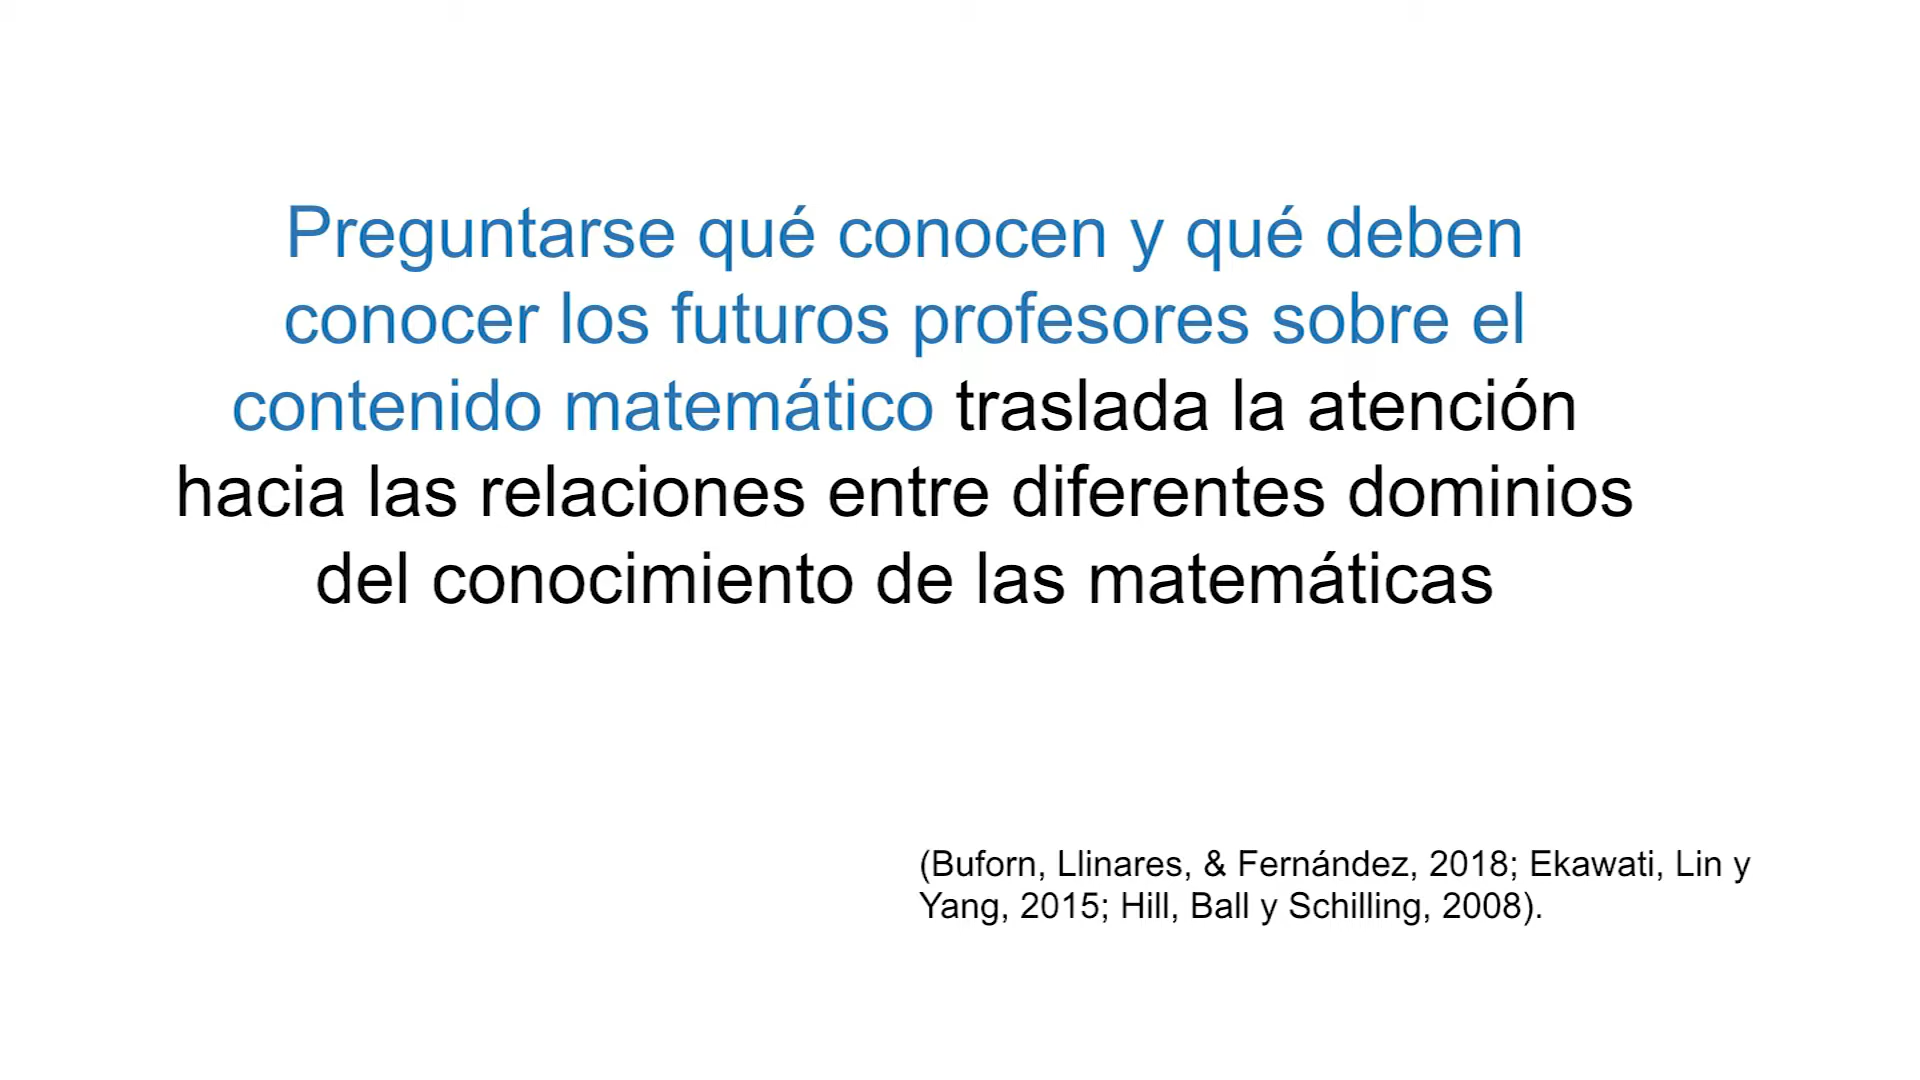 Preguntarse qué conocen y qué deben
conocer los futuros profesores sobre el
contenido matemático traslada la atención
hacia las relaciones entre diferentes dominios
del conocimiento de las matemáticas
(Buforn, Llinares, & Fernández, 2018; Ekawati, Lin y
Yang, 2015; Hill, Ball y Schilling, 2008).